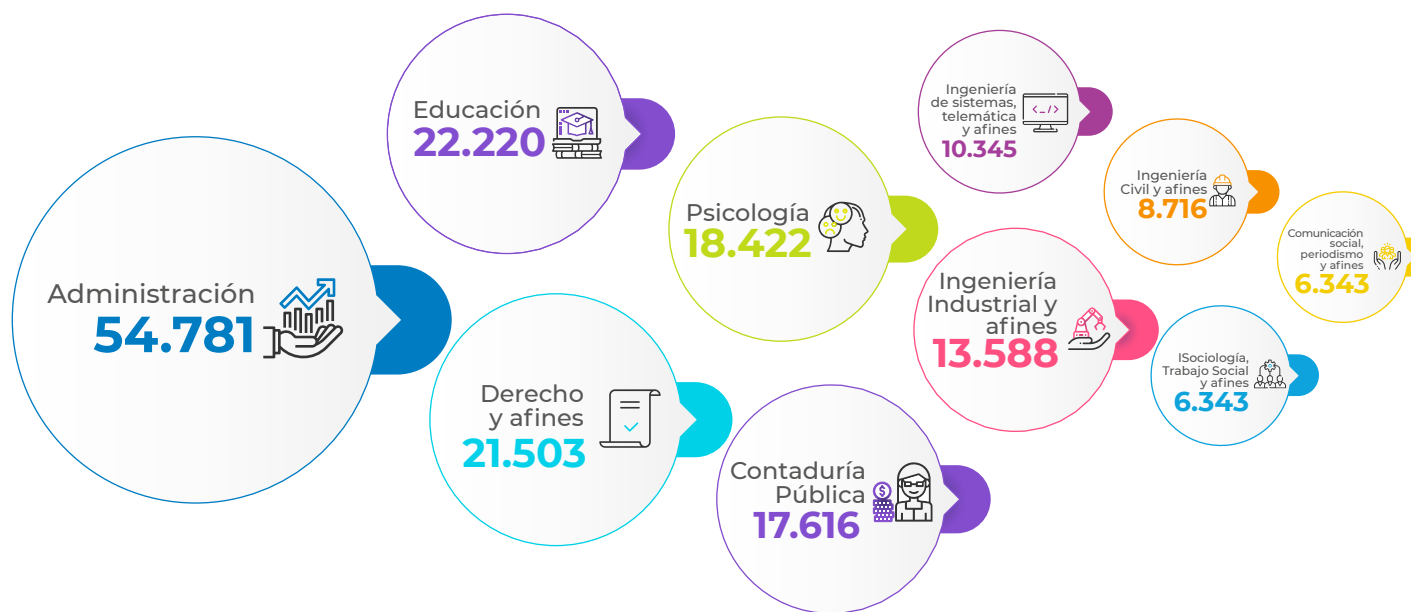 Administración
54.781
Educación
22.220
Derecho
y afines
21.503
Psicología
18.422
Contaduría
Pública
17.616
Ingeniería
Industrial y
afines
13.588
Ingeniería
de sistemas,
telemática
y afines
10.345
<_/>
Ingeniería
Civil y afines
8.716
ISociología,
Trabajo Social
y afines
6.343
Comunicación
social,
periodismo
y afines
6.343
$